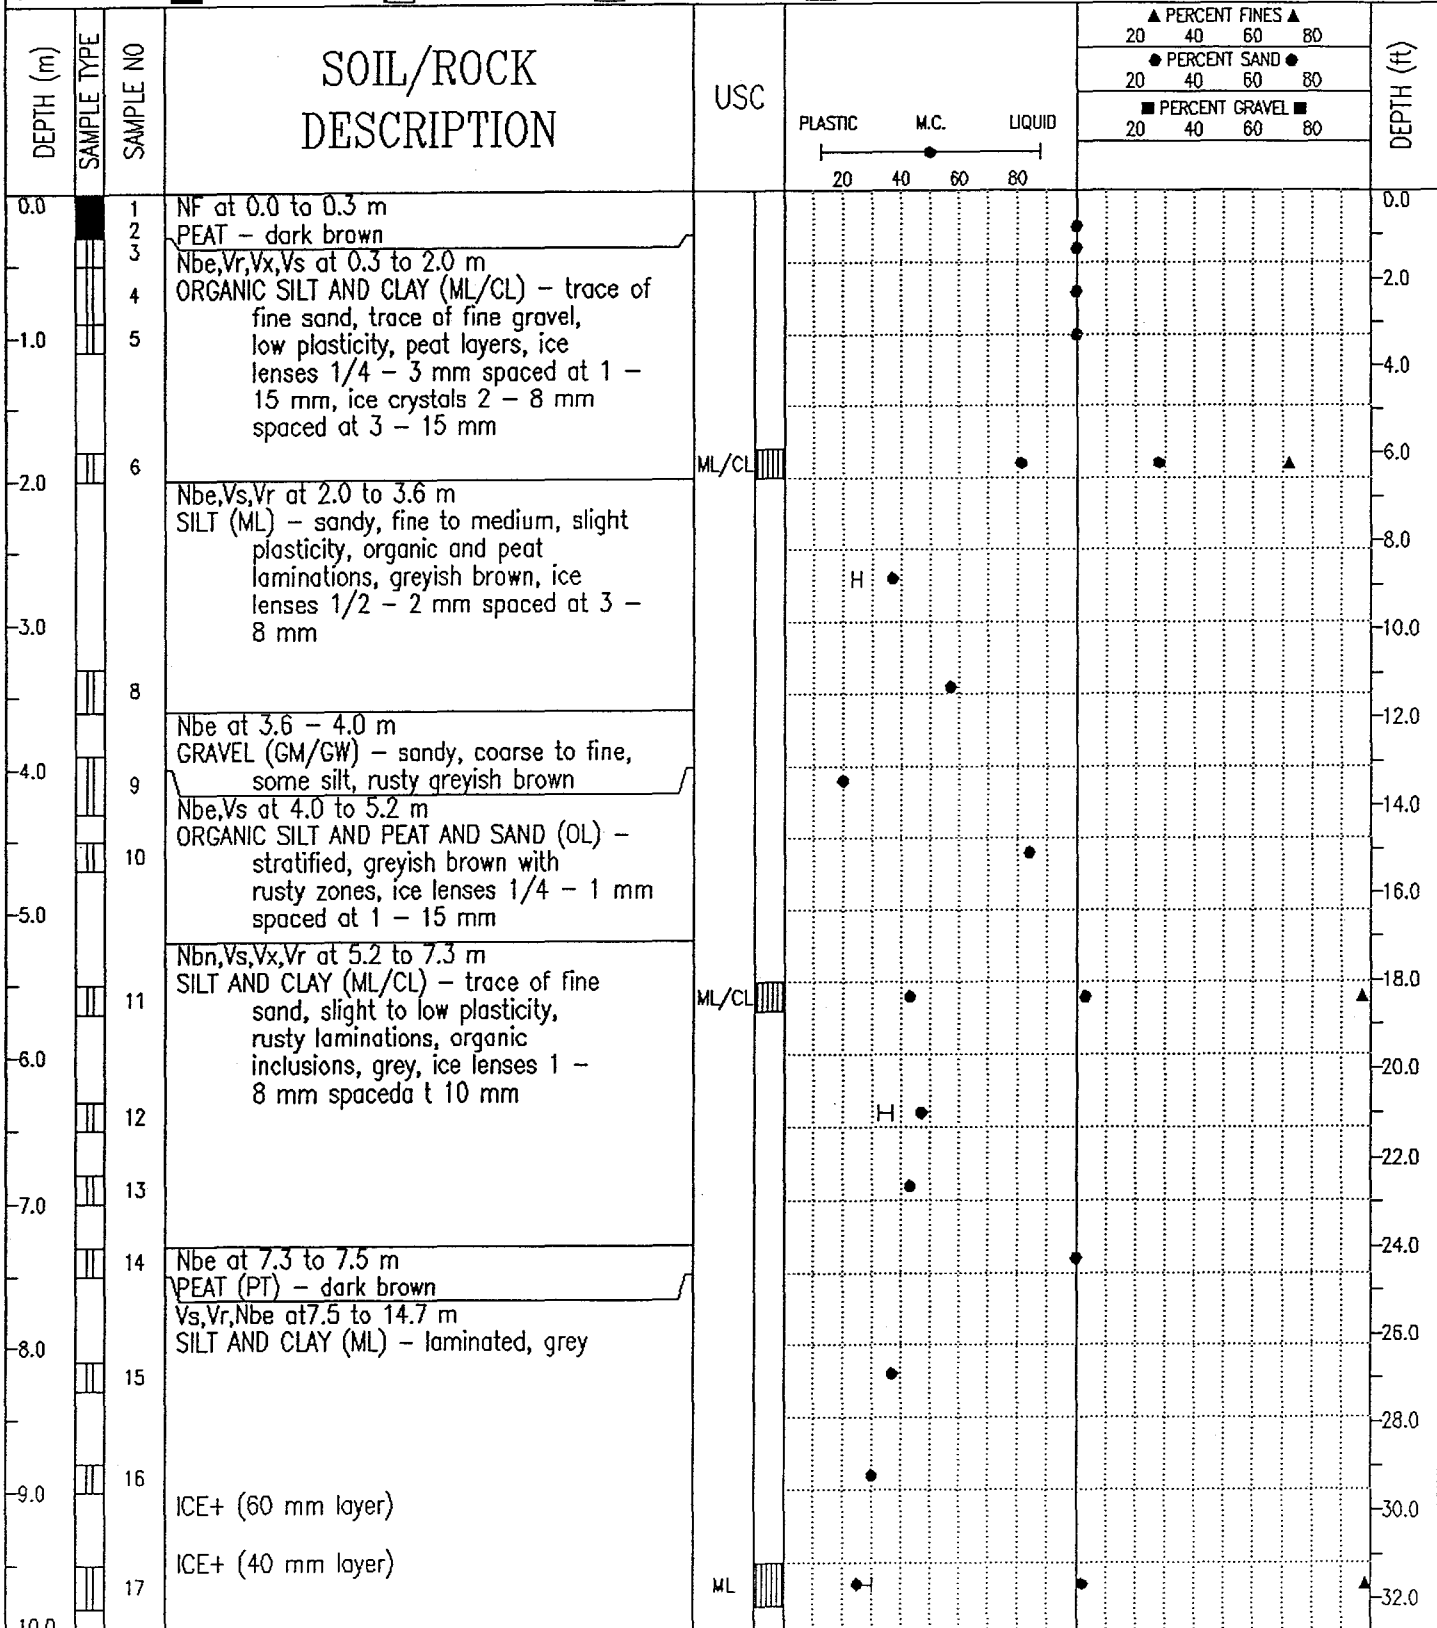 DEPTH (m)
SAMPLE TYPE
SAMPLE NO
SOIL/ROCK
DESCRIPTION
USC
PLASTIC M.C. LIQUID
20 40 60 80
▲ PERCENT FINES ▲
20 40 60 80
● PERCENT SAND ●
20 40 60 80
■ PERCENT GRAVEL ■
20 40 60 80
DEPTH (ft)
0.0
1.0
2.0
3.0
4.0
5.0
6.0
7.0
8.0
9.0
1
2
3
4
5
6
8
9
10
11
12
13
14
15
16
17
NF at 0.0 to 0.3 m
PEAT – dark brown
Nbe,Vr,Vx,Vs at 0.3 to 2.0 m
ORGANIC SILT AND CLAY (ML/CL) – trace of
fine sand, trace of fine gravel,
low plasticity, peat layers, ice
lenses 1/4 – 3 mm spaced at 1 –
15 mm, ice crystals 2 – 8 mm
spaced at 3 – 15 mm
Nbe,Vs,Vr at 2.0 to 3.6 m
SILT (ML) – sandy, fine to medium, slight
plasticity, organic and peat
laminations, greyish brown, ice
lenses 1/2 – 2 mm spaced at 3 –
8 mm
Nbe at 3.6 – 4.0 m
GRAVEL (GM/GW) – sandy, coarse to fine,
some silt, rusty greyish brown
Nbe,Vs at 4.0 to 5.2 m
ORGANIC SILT AND PEAT AND SAND (OL) –
stratified, greyish brown with
rusty zones, ice lenses 1/4 – 1 mm
spaced at 1 – 15 mm
Nbn,Vs,Vx,Vr at 5.2 to 7.3 m
SILT AND CLAY (ML/CL) – trace of fine
sand, slight to low plasticity,
rusty laminations, organic
inclusions, grey, ice lenses 1 –
8 mm spaceda t 10 mm
Nbe at 7.3 to 7.5 m
PEAT (PT) – dark brown
Vs,Vr,Nbe at7.5 to 14.7 m
SILT AND CLAY (ML) – laminated, grey
ICE+ (60 mm layer)
ICE+ (40 mm layer)
ML/CL
ML/CL
ML
0.0
2.0
4.0
6.0
8.0
10.0
12.0
14.0
16.0
18.0
20.0
22.0
24.0
26.0
28.0
30.0
32.0